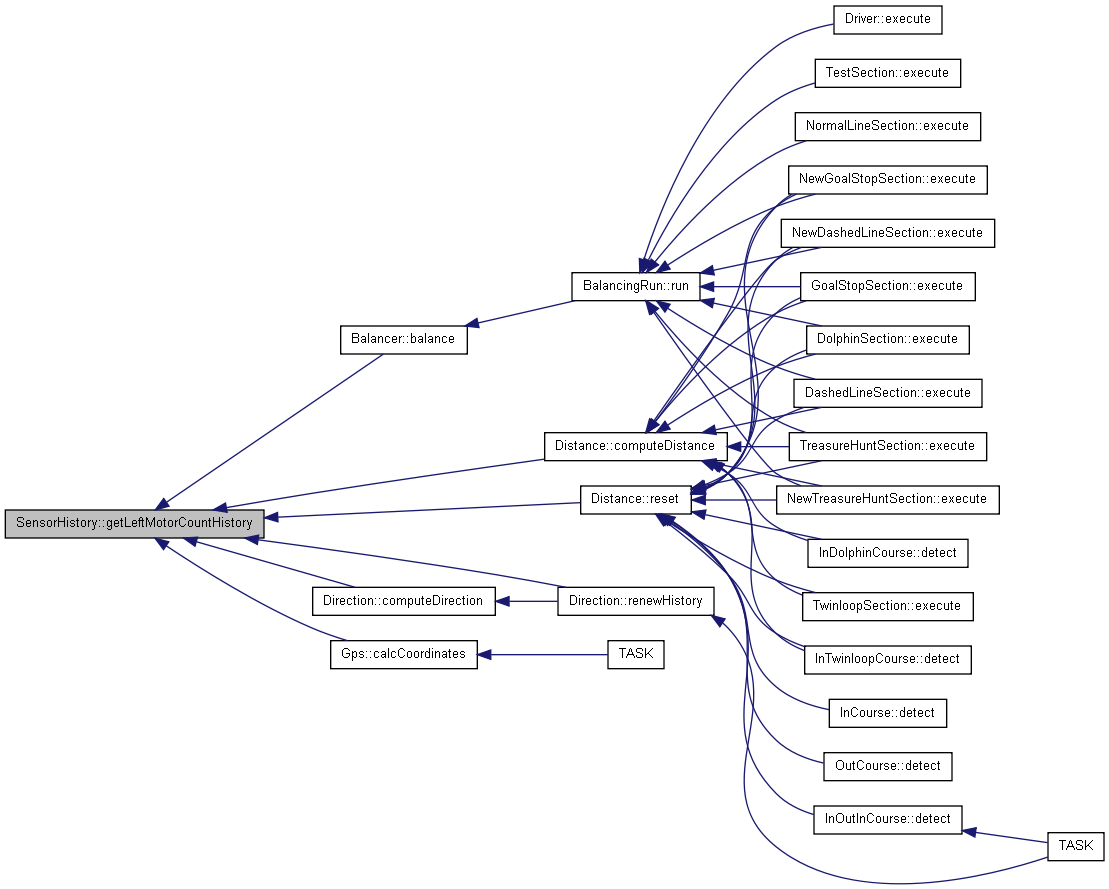 Driver::execute
TestSection::execute
NormalLineSection::execute
NewGoalStopSection::execute
NewDashedLineSection::execute
BalancingRun::run
GoalStopSection::execute
Balancer::balance
DolphinSection::execute
DashedLineSection::execute
Distance::computeDistance
TreasureHuntSection::execute
Distance::reset
NewTreasureHuntSection::execute
SensorHistory::getLeftMotorCountHistory
InDolphinCourse::detect
Direction::computeDirection
Direction::renewHistory
TwinloopSection::execute
Gps::calcCoordinates
TASK
InTwinloopCourse::detect
InCourse::detect
OutCourse::detect
InOutInCourse::detect
TASK